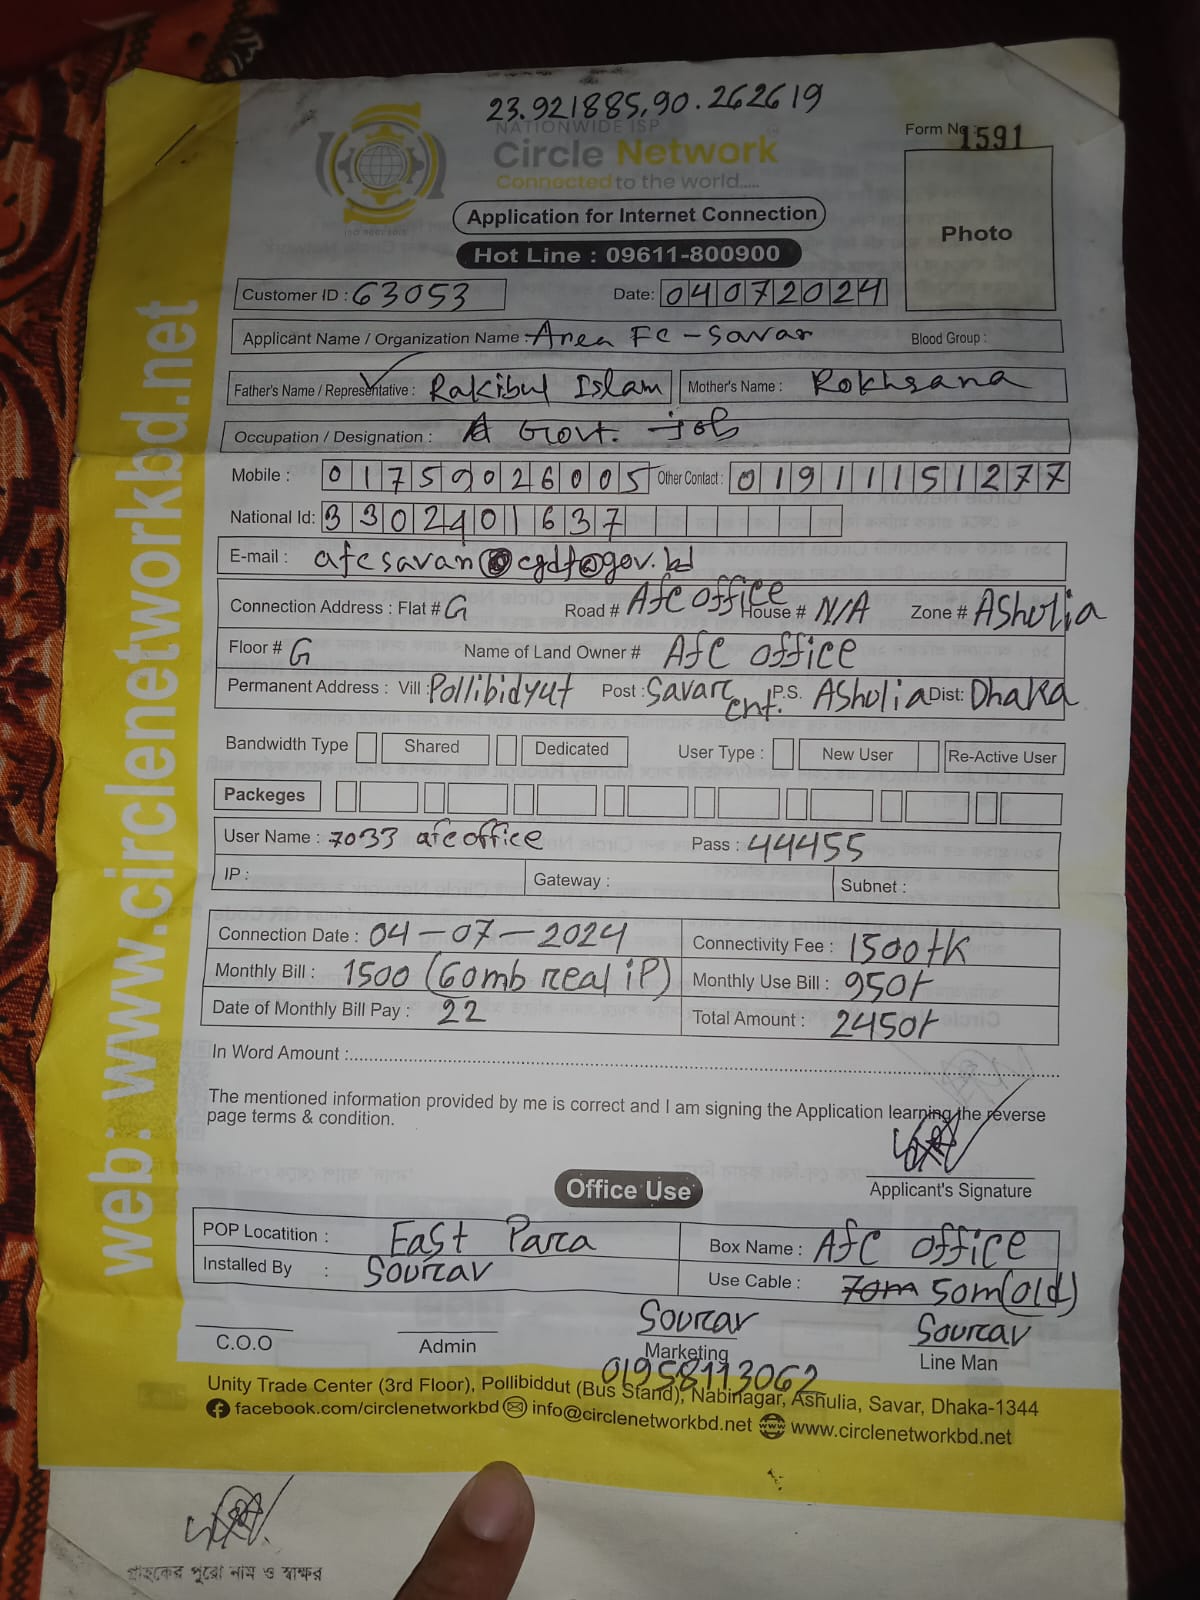 23.921885,90.262619
NATIONWIDE ISP
Circle Network
Connected to the world.....
ISO 9001:2015
Form No 1591
Photo
Application for Internet Connection
Hot Line : 09611-800900
Customer ID : 63053 Date: 04072024
Applicant Name / Organization Name : Area FC - Savar Blood Group :
Father's Name / Representative : Rakibul Islam Mother's Name : Rokhsana
Occupation / Designation : Govt. job
Mobile : 01759026005 Other Contact : 01911151277
National Id: 3302401637
E-mail : afcsavar@cgdf@gov.bd
Connection Address : Flat # G Road # Afc office House # N/A Zone # ASholia
Floor # G Name of Land Owner # Afc office
Permanent Address : Vill : Pollibidyut Post : Savar cnt. P.S. ASholia Dist: Dhaka
Bandwidth Type Shared Dedicated User Type : New User Re-Active User
Packeges
User Name : 7033 afcoffice Pass : 44455
IP : Gateway : Subnet :
Connection Date : 04-07-2024 Connectivity Fee : 1500tk
Monthly Bill : 1500 (60mb real iP) Monthly Use Bill : 950t
Date of Monthly Bill Pay : 22 Total Amount : 2450t
In Word Amount :
The mentioned information provided by me is correct and I am signing the Application learning the reverse
page terms & condition.
Applicant's Signature
Office Use
POP Locatition : East Para Box Name : Afc office
Installed By : Sourav Use Cable : 70m 50m(old)
Sourav Sourav
C.O.O Admin Marketing Line Man
01958113062
Unity Trade Center (3rd Floor), Pollibiddut (Bus Stand), Nabinagar, Ashulia, Savar, Dhaka-1344
facebook.com/circlenetworkbd info@circlenetworkbd.net www.circlenetworkbd.net
web: www.circlenetworkbd.net
গ্রাহকের পুরো নাম ও স্বাক্ষর